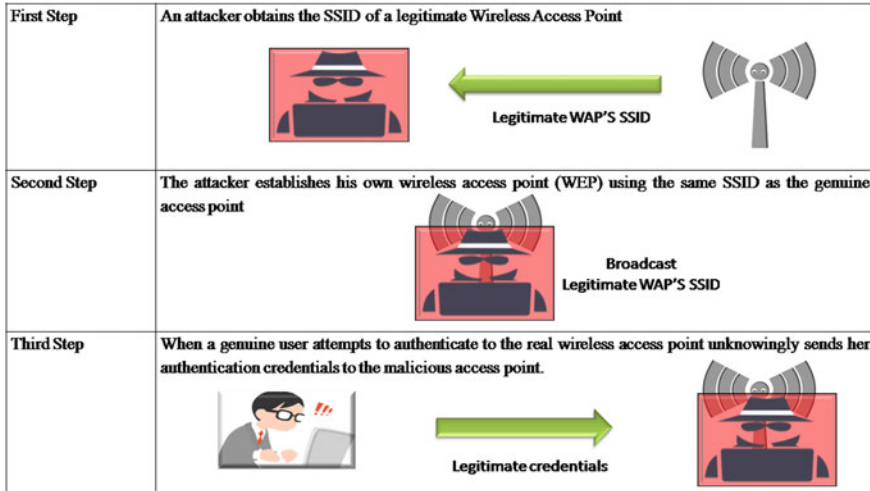 First Step
An attacker obtains the SSID of a legitimate Wireless Access Point
Legitimate WAP'S SSID
Second Step
The attacker establishes his own wireless access point (WEP) using the same SSID as the genuine
access point
Broadcast
Legitimate WAP'S SSID
Third Step
When a genuine user attempts to authenticate to the real wireless access point unknowingly sends her
authentication credentials to the malicious access point.
!!!
Legitimate credentials